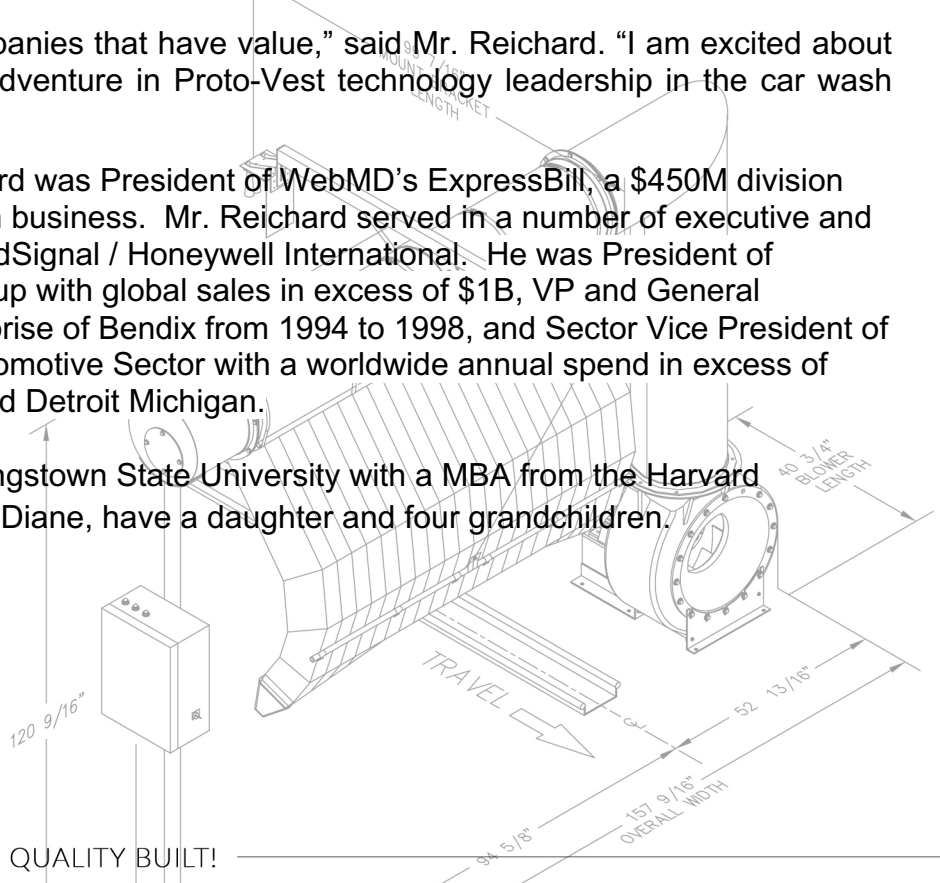 panies that have value,” said Mr. Reichard. “I am excited about
dventure in Proto-Vest technology leadership in the car wash
rd was President of WebMD’s ExpressBill, a $450M division
n business. Mr. Reichard served in a number of executive and
dSignal / Honeywell International. He was President of
up with global sales in excess of $1B, VP and General
prise of Bendix from 1994 to 1998, and Sector Vice President of
omotive Sector with a worldwide annual spend in excess of
d Detroit Michigan.
ngstown State University with a MBA from the Harvard
Diane, have a daughter and four grandchildren.
MOUNT BRACKET
LENGTH
40 3/4"
BLOWER
LENGTH
TRAVEL
120 9/16"
52 13/16"
157 9/16"
OVERALL WIDTH
94 5/8"
QUALITY BUILT!